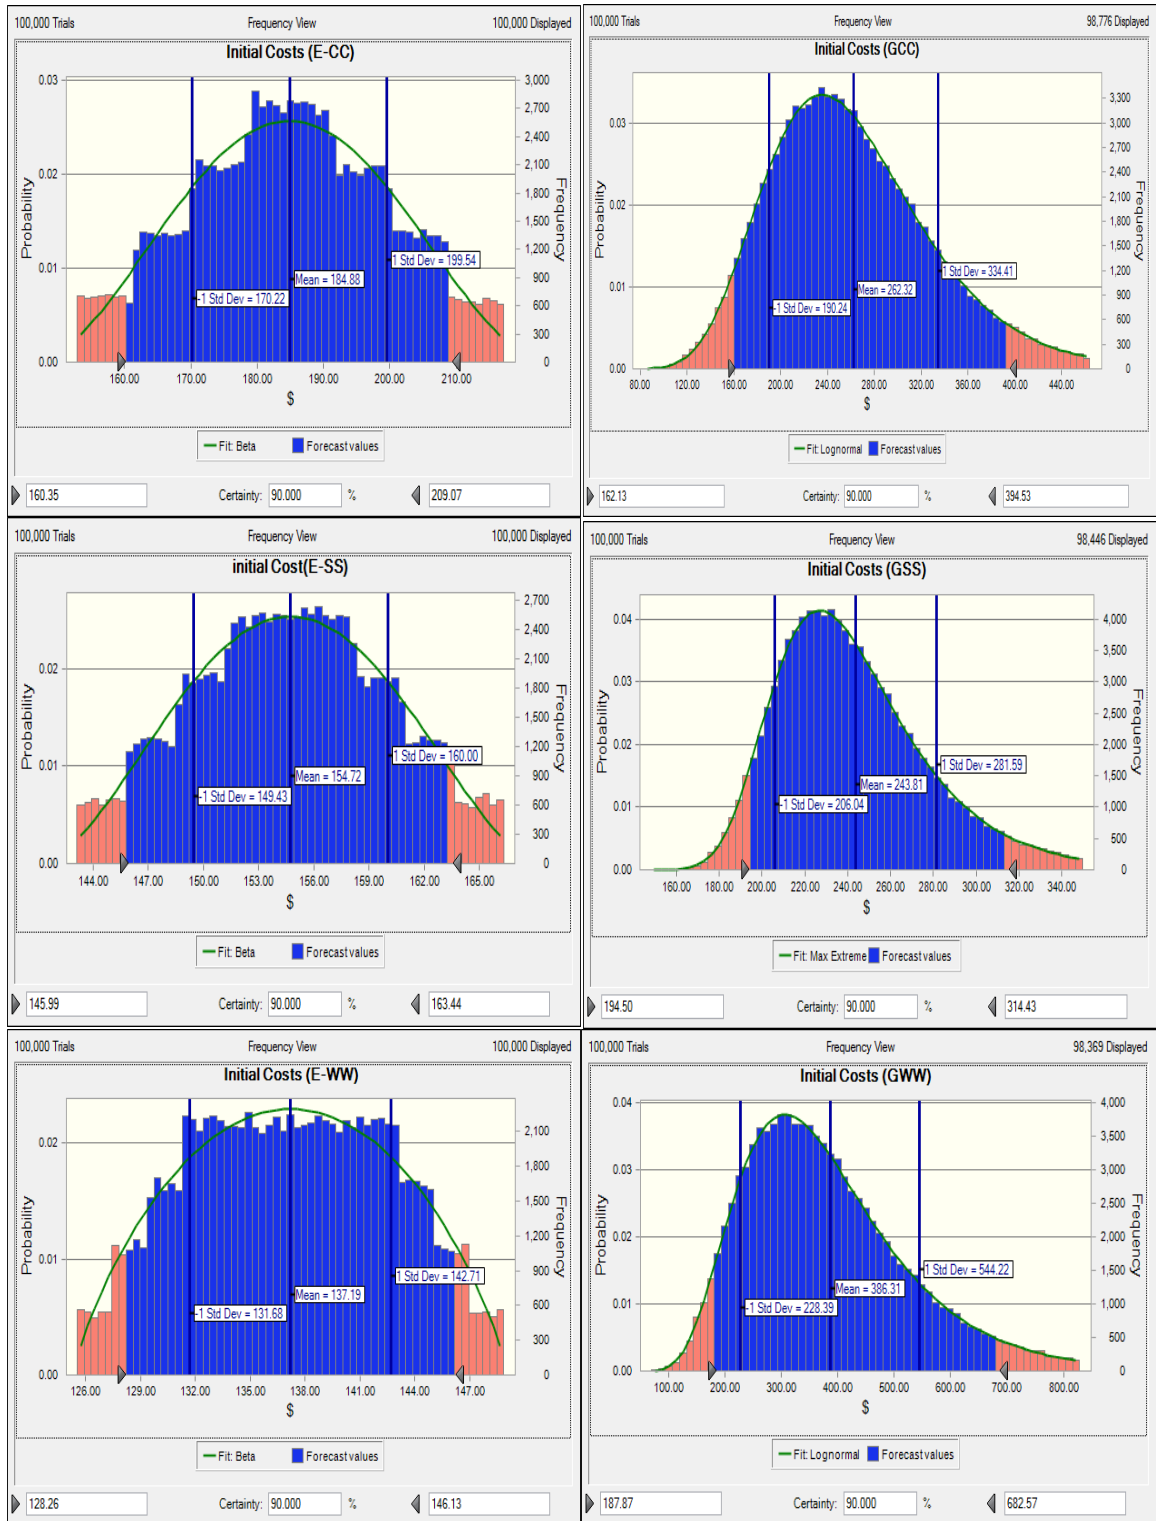 100,000 Trials Frequency View 100,000 Displayed
Initial Costs (E-CC)
0.03 3,000
2,700
2,400
0.02 2,100
1,800
1,500
0.01 1,200
900
600
300
0.00 0
Probability
Frequency
1 Std Dev = 199.54
Mean = 184.88
-1 Std Dev = 170.22
160.00 170.00 180.00 190.00 200.00 210.00
$
Fit: Beta Forecast values
160.35 Certainty: 90.000 % 209.07
100,000 Trials Frequency View 98,776 Displayed
Initial Costs (GCC)
0.03 3,300
3,000
2,700
2,400
0.02 2,100
1,800
1,500
0.01 1,200
900
600
300
0.00 0
Probability
Frequency
1 Std Dev = 334.41
Mean = 262.32
-1 Std Dev = 190.24
80.00 120.00 160.00 200.00 240.00 280.00 320.00 360.00 400.00 440.00
$
Fit: Lognormal Forecast values
162.13 Certainty: 90.000 % 394.53
100,000 Trials Frequency View 100,000 Displayed
initial Cost(E-SS)
2,700
2,400
0.02 2,100
1,800
1,500
0.01 1,200
900
600
300
0.00 0
Probability
Frequency
1 Std Dev = 160.00
Mean = 154.72
-1 Std Dev = 149.43
144.00 147.00 150.00 153.00 156.00 159.00 162.00 165.00
$
Fit: Beta Forecast values
145.99 Certainty: 90.000 % 163.44
100,000 Trials Frequency View 98,446 Displayed
Initial Costs (GSS)
0.04 4,000
3,500
0.03 3,000
2,500
0.02 2,000
1,500
0.01 1,000
500
0.00 0
Probability
Frequency
1 Std Dev = 281.59
Mean = 243.81
-1 Std Dev = 206.04
160.00 180.00 200.00 220.00 240.00 260.00 280.00 300.00 320.00 340.00
$
Fit: Max Extreme Forecast values
194.50 Certainty: 90.000 % 314.43
100,000 Trials Frequency View 100,000 Displayed
Initial Costs (E-WW)
0.02 2,100
1,800
1,500
0.01 1,200
900
600
300
0.00 0
Probability
Frequency
1 Std Dev = 142.71
Mean = 137.19
-1 Std Dev = 131.68
126.00 129.00 132.00 135.00 138.00 141.00 144.00 147.00
$
Fit: Beta Forecast values
128.26 Certainty: 90.000 % 146.13
100,000 Trials Frequency View 98,369 Displayed
Initial Costs (GWW)
0.04 4,000
3,500
0.03 3,000
2,500
0.02 2,000
1,500
0.01 1,000
500
0.00 0
Probability
Frequency
1 Std Dev = 544.22
Mean = 386.31
-1 Std Dev = 228.39
100.00 200.00 300.00 400.00 500.00 600.00 700.00 800.00
$
Fit: Lognormal Forecast values
187.87 Certainty: 90.000 % 682.57